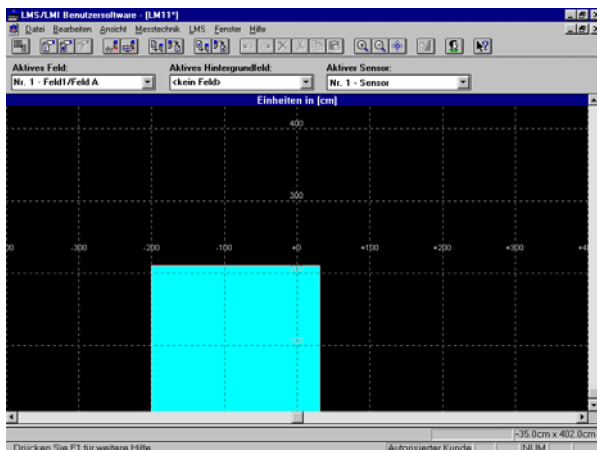 LMS/LMI Benutzersoftware - [LM11*]
Datei Bearbeiten Ansicht Messtechnik LMS Fenster Hilfe
Aktives Feld: Aktives Hintergrundfeld: Aktiver Sensor:
Nr. 1 - Feld1/Feld A <kein Feld> Nr. 1 - Sensor
Einheiten in [cm]
400
300
-300 -200 -100 +0 +100 +200 +300
Drücken Sie F1 für weitere Hilfe Autorisierter Kunde NUM
-35.0cm x 402.0cm